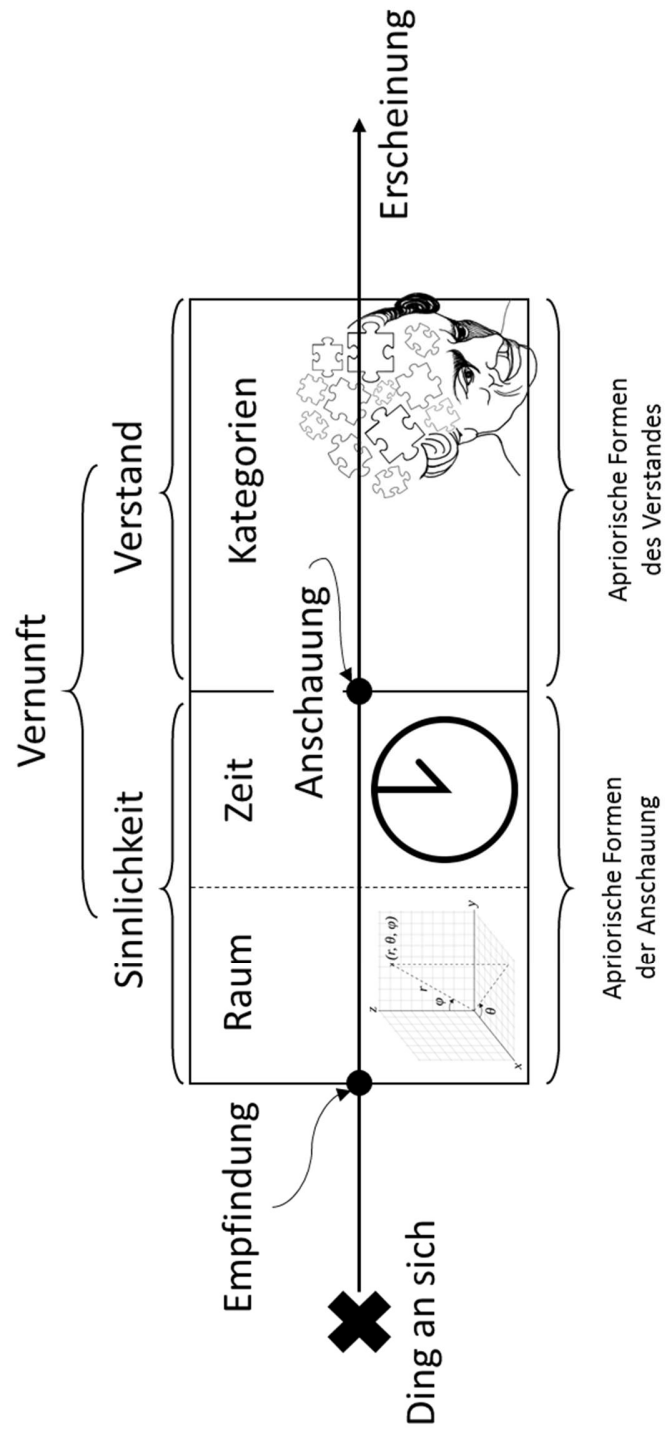 Vernunft
Sinnlichkeit
Verstand
Raum
Zeit
Kategorien
Empfindung
Anschauung
Ding an sich
Erscheinung
z
(r, θ, φ)
r
φ
θ
y
x
Apriorische Formen
der Anschauung
Apriorische Formen
des Verstandes